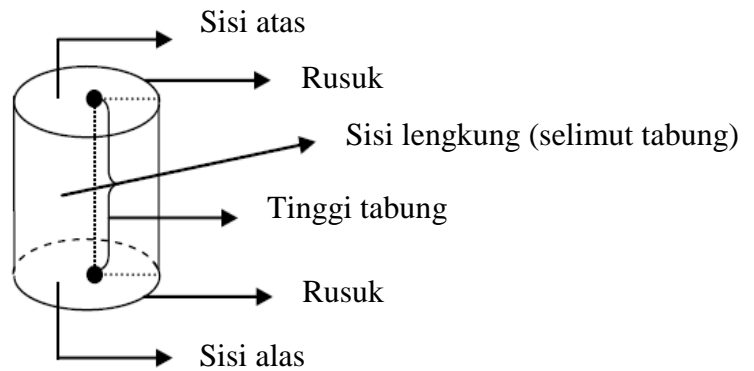 Sisi atas
Rusuk
Sisi lengkung (selimut tabung)
Tinggi tabung
Rusuk
Sisi alas